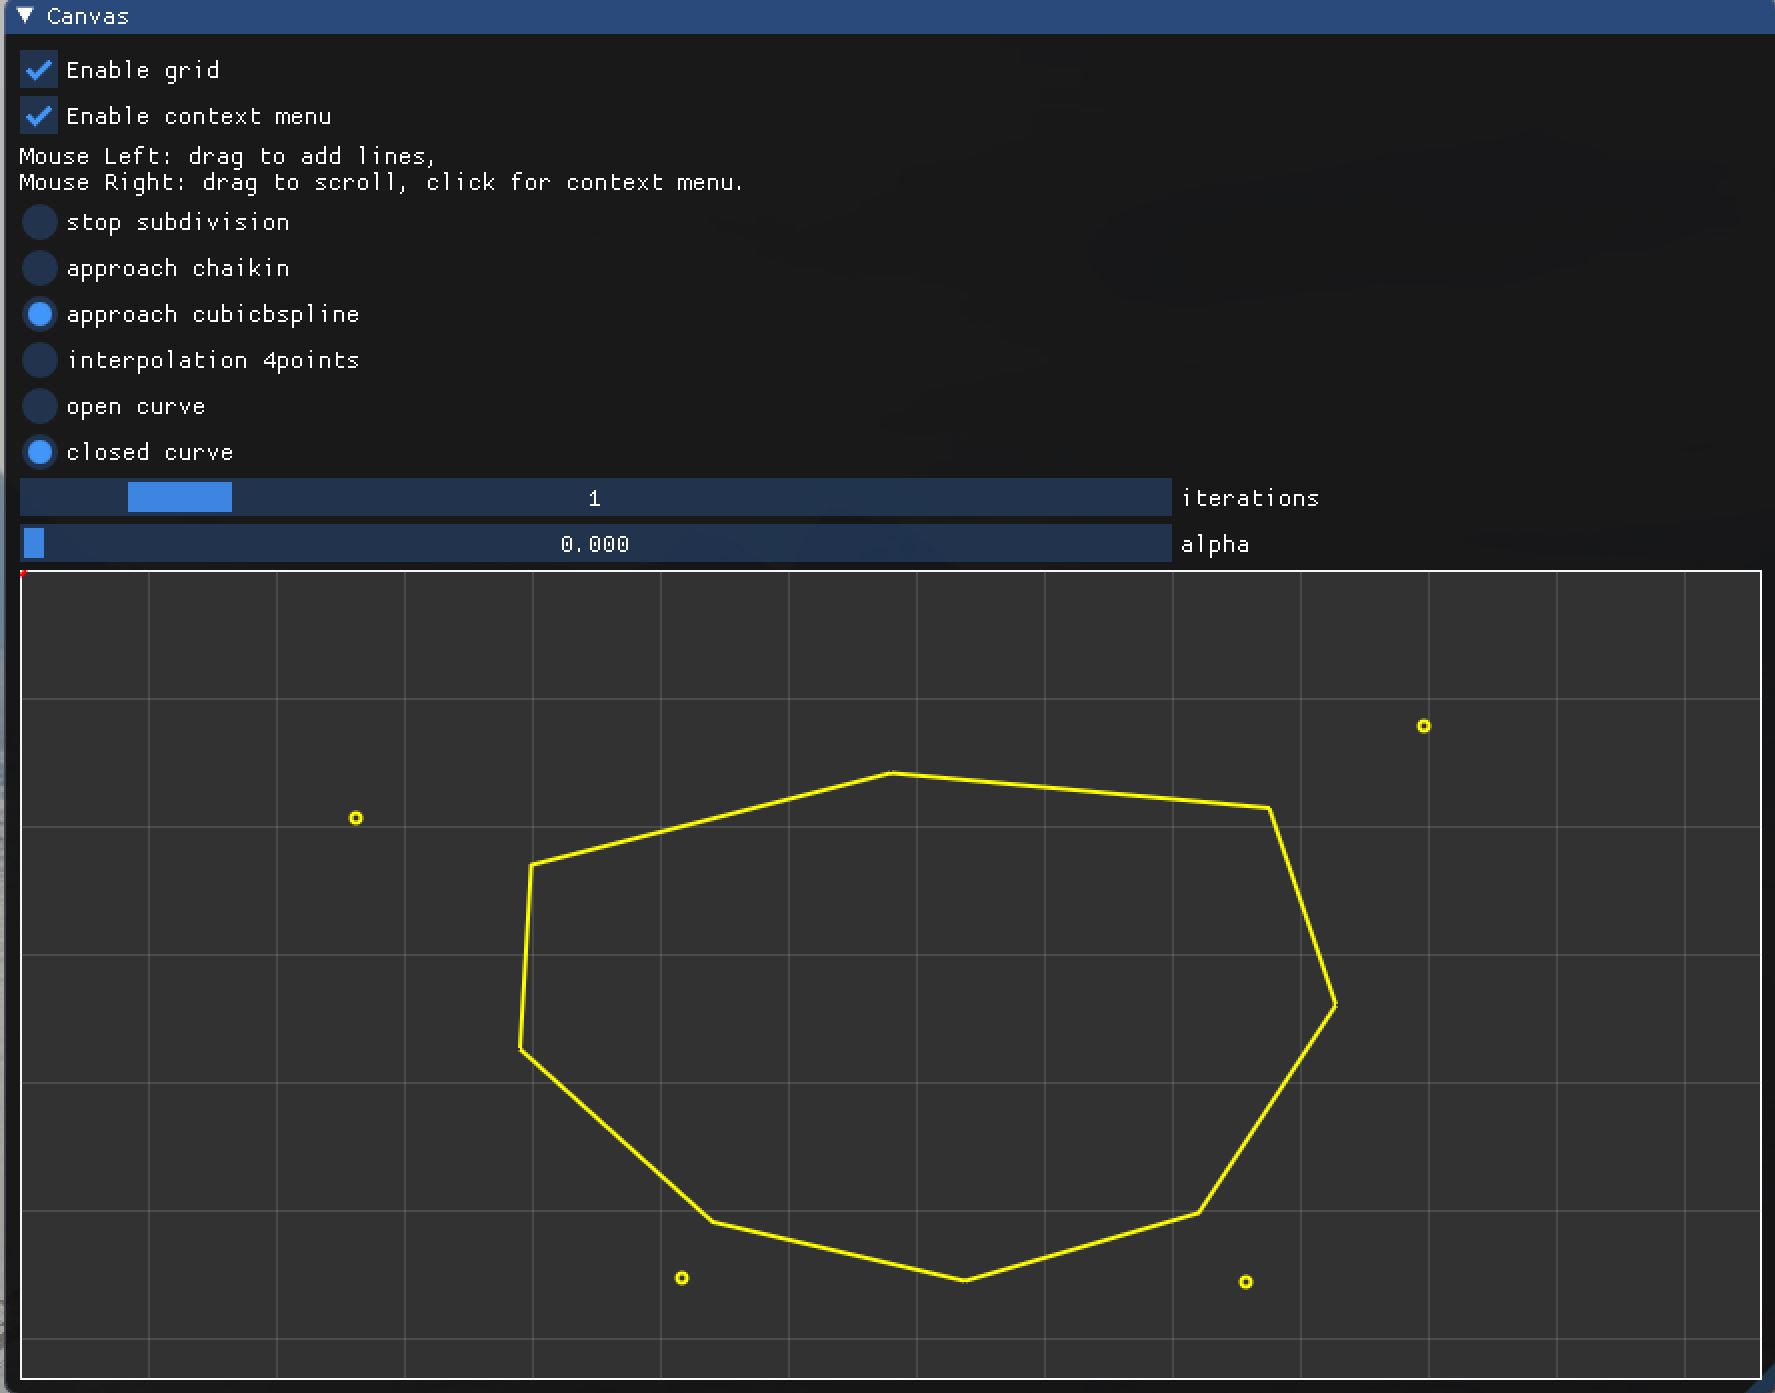 Canvas
Enable grid
Enable context menu
Mouse Left: drag to add lines,
Mouse Right: drag to scroll, click for context menu.
stop subdivision
approach chaikin
approach cubicbspline
interpolation 4points
open curve
closed curve
1 iterations
0.000 alpha